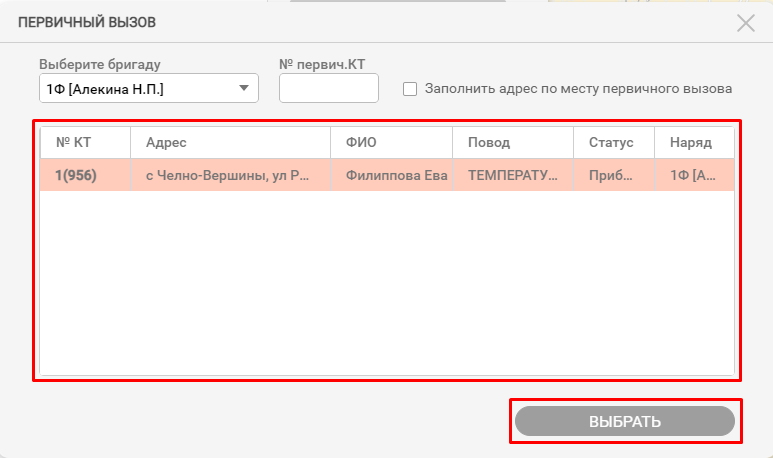 ПЕРВИЧНЫЙ ВЫЗОВ
Выберите бригаду № первич.КТ
1Ф [Алекина Н.П.] Заполнить адрес по месту первичного вызова
№ КТ Адрес ФИО Повод Статус Наряд
1(956) с Челно-Вершины, ул Р... Филиппова Ева ТЕМПЕРАТУ... Приб... 1Ф [А...
ВЫБРАТЬ